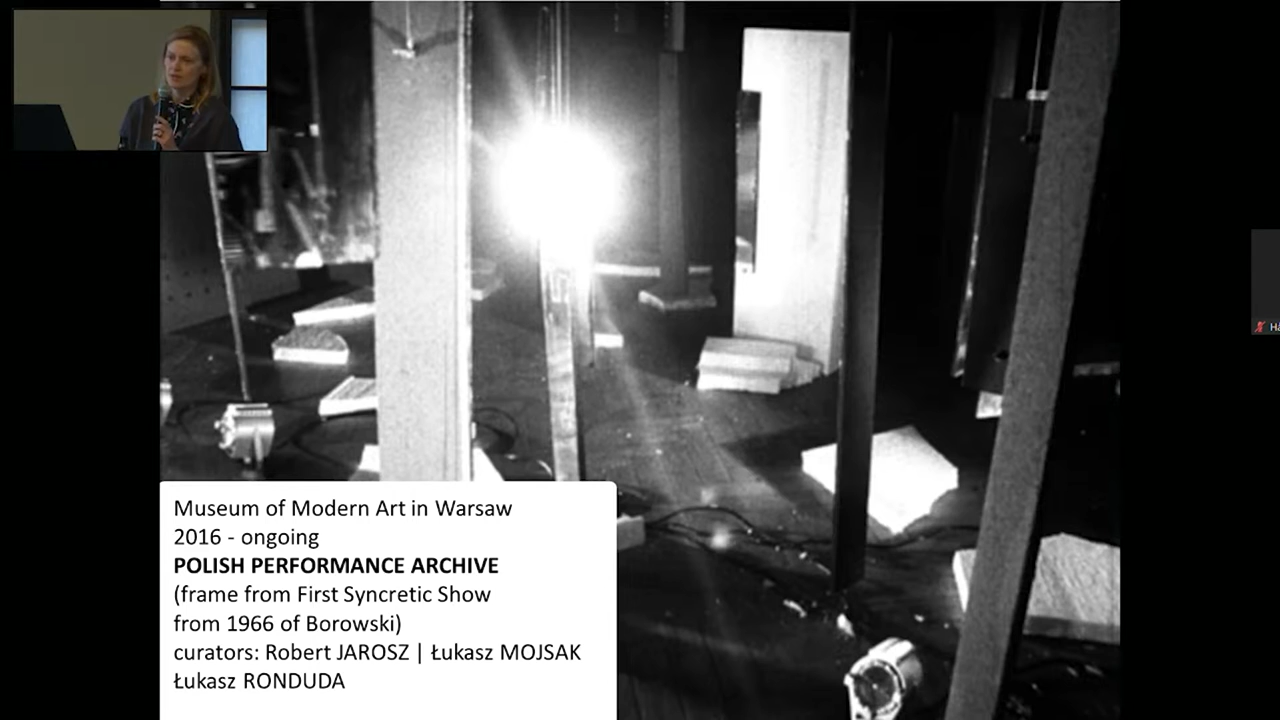 Museum of Modern Art in Warsaw
2016 - ongoing
POLISH PERFORMANCE ARCHIVE
(frame from First Syncretic Show
from 1966 of Borowski)
curators: Robert JAROSZ | Łukasz MOJSAK
Łukasz RONDUDA